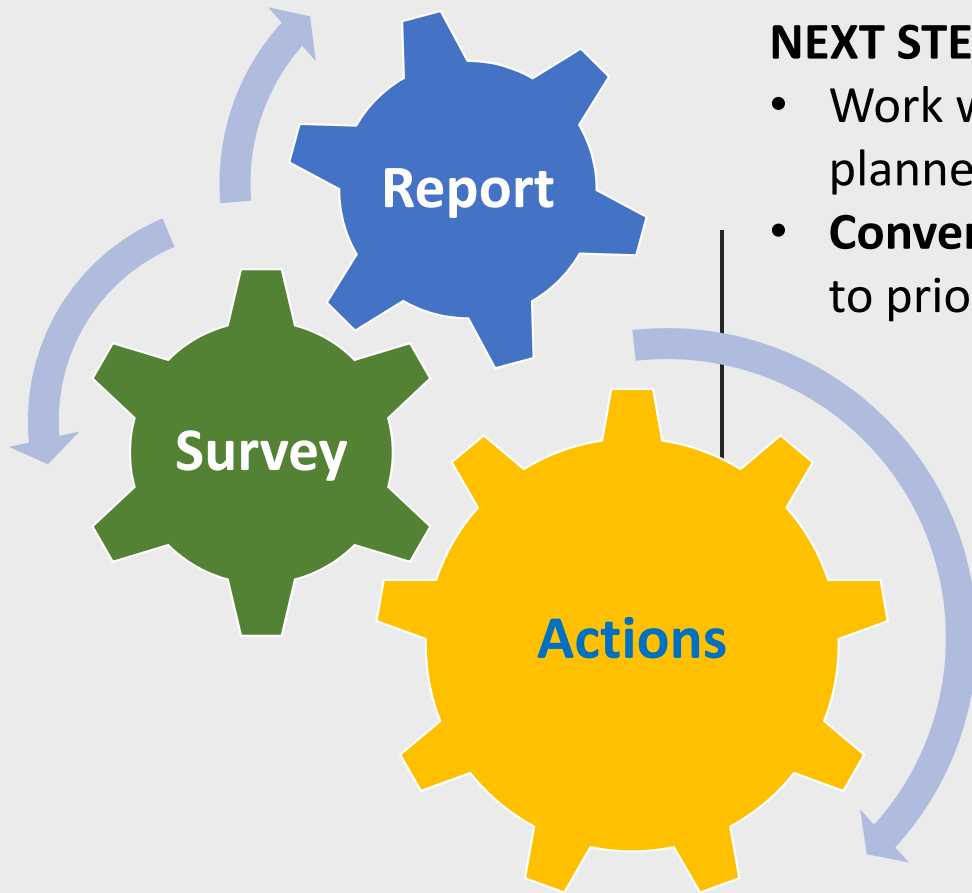 NEXT STE
• Work w
planne
• Conver
to prio
Report
Survey
Actions